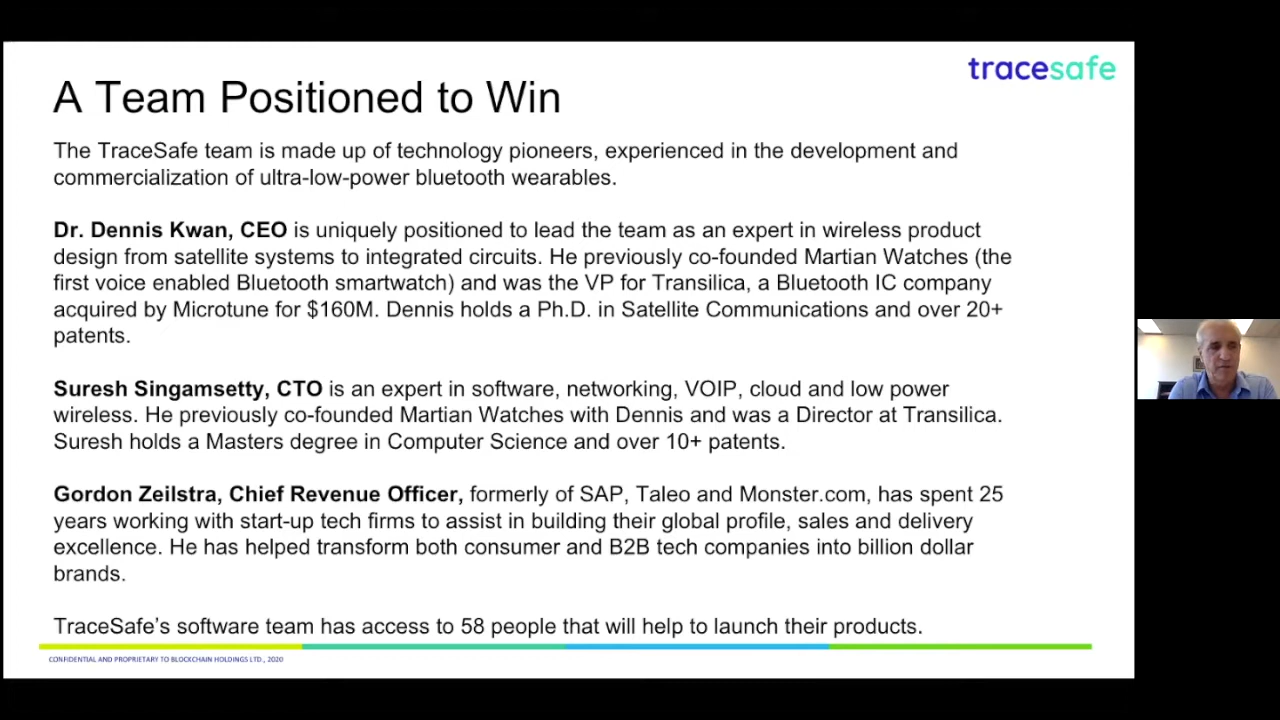 tracesafe
A Team Positioned to Win
The TraceSafe team is made up of technology pioneers, experienced in the development and
commercialization of ultra-low-power bluetooth wearables.
Dr. Dennis Kwan, CEO is uniquely positioned to lead the team as an expert in wireless product
design from satellite systems to integrated circuits. He previously co-founded Martian Watches (the
first voice enabled Bluetooth smartwatch) and was the VP for Transilica, a Bluetooth IC company
acquired by Microtune for $160M. Dennis holds a Ph.D. in Satellite Communications and over 20+
patents.
Suresh Singamsetty, CTO is an expert in software, networking, VOIP, cloud and low power
wireless. He previously co-founded Martian Watches with Dennis and was a Director at Transilica.
Suresh holds a Masters degree in Computer Science and over 10+ patents.
Gordon Zeilstra, Chief Revenue Officer, formerly of SAP, Taleo and Monster.com, has spent 25
years working with start-up tech firms to assist in building their global profile, sales and delivery
excellence. He has helped transform both consumer and B2B tech companies into billion dollar
brands.
TraceSafe’s software team has access to 58 people that will help to launch their products.
CONFIDENTIAL AND PROPRIETARY TO BLOCKCHAIN HOLDINGS LTD., 2020